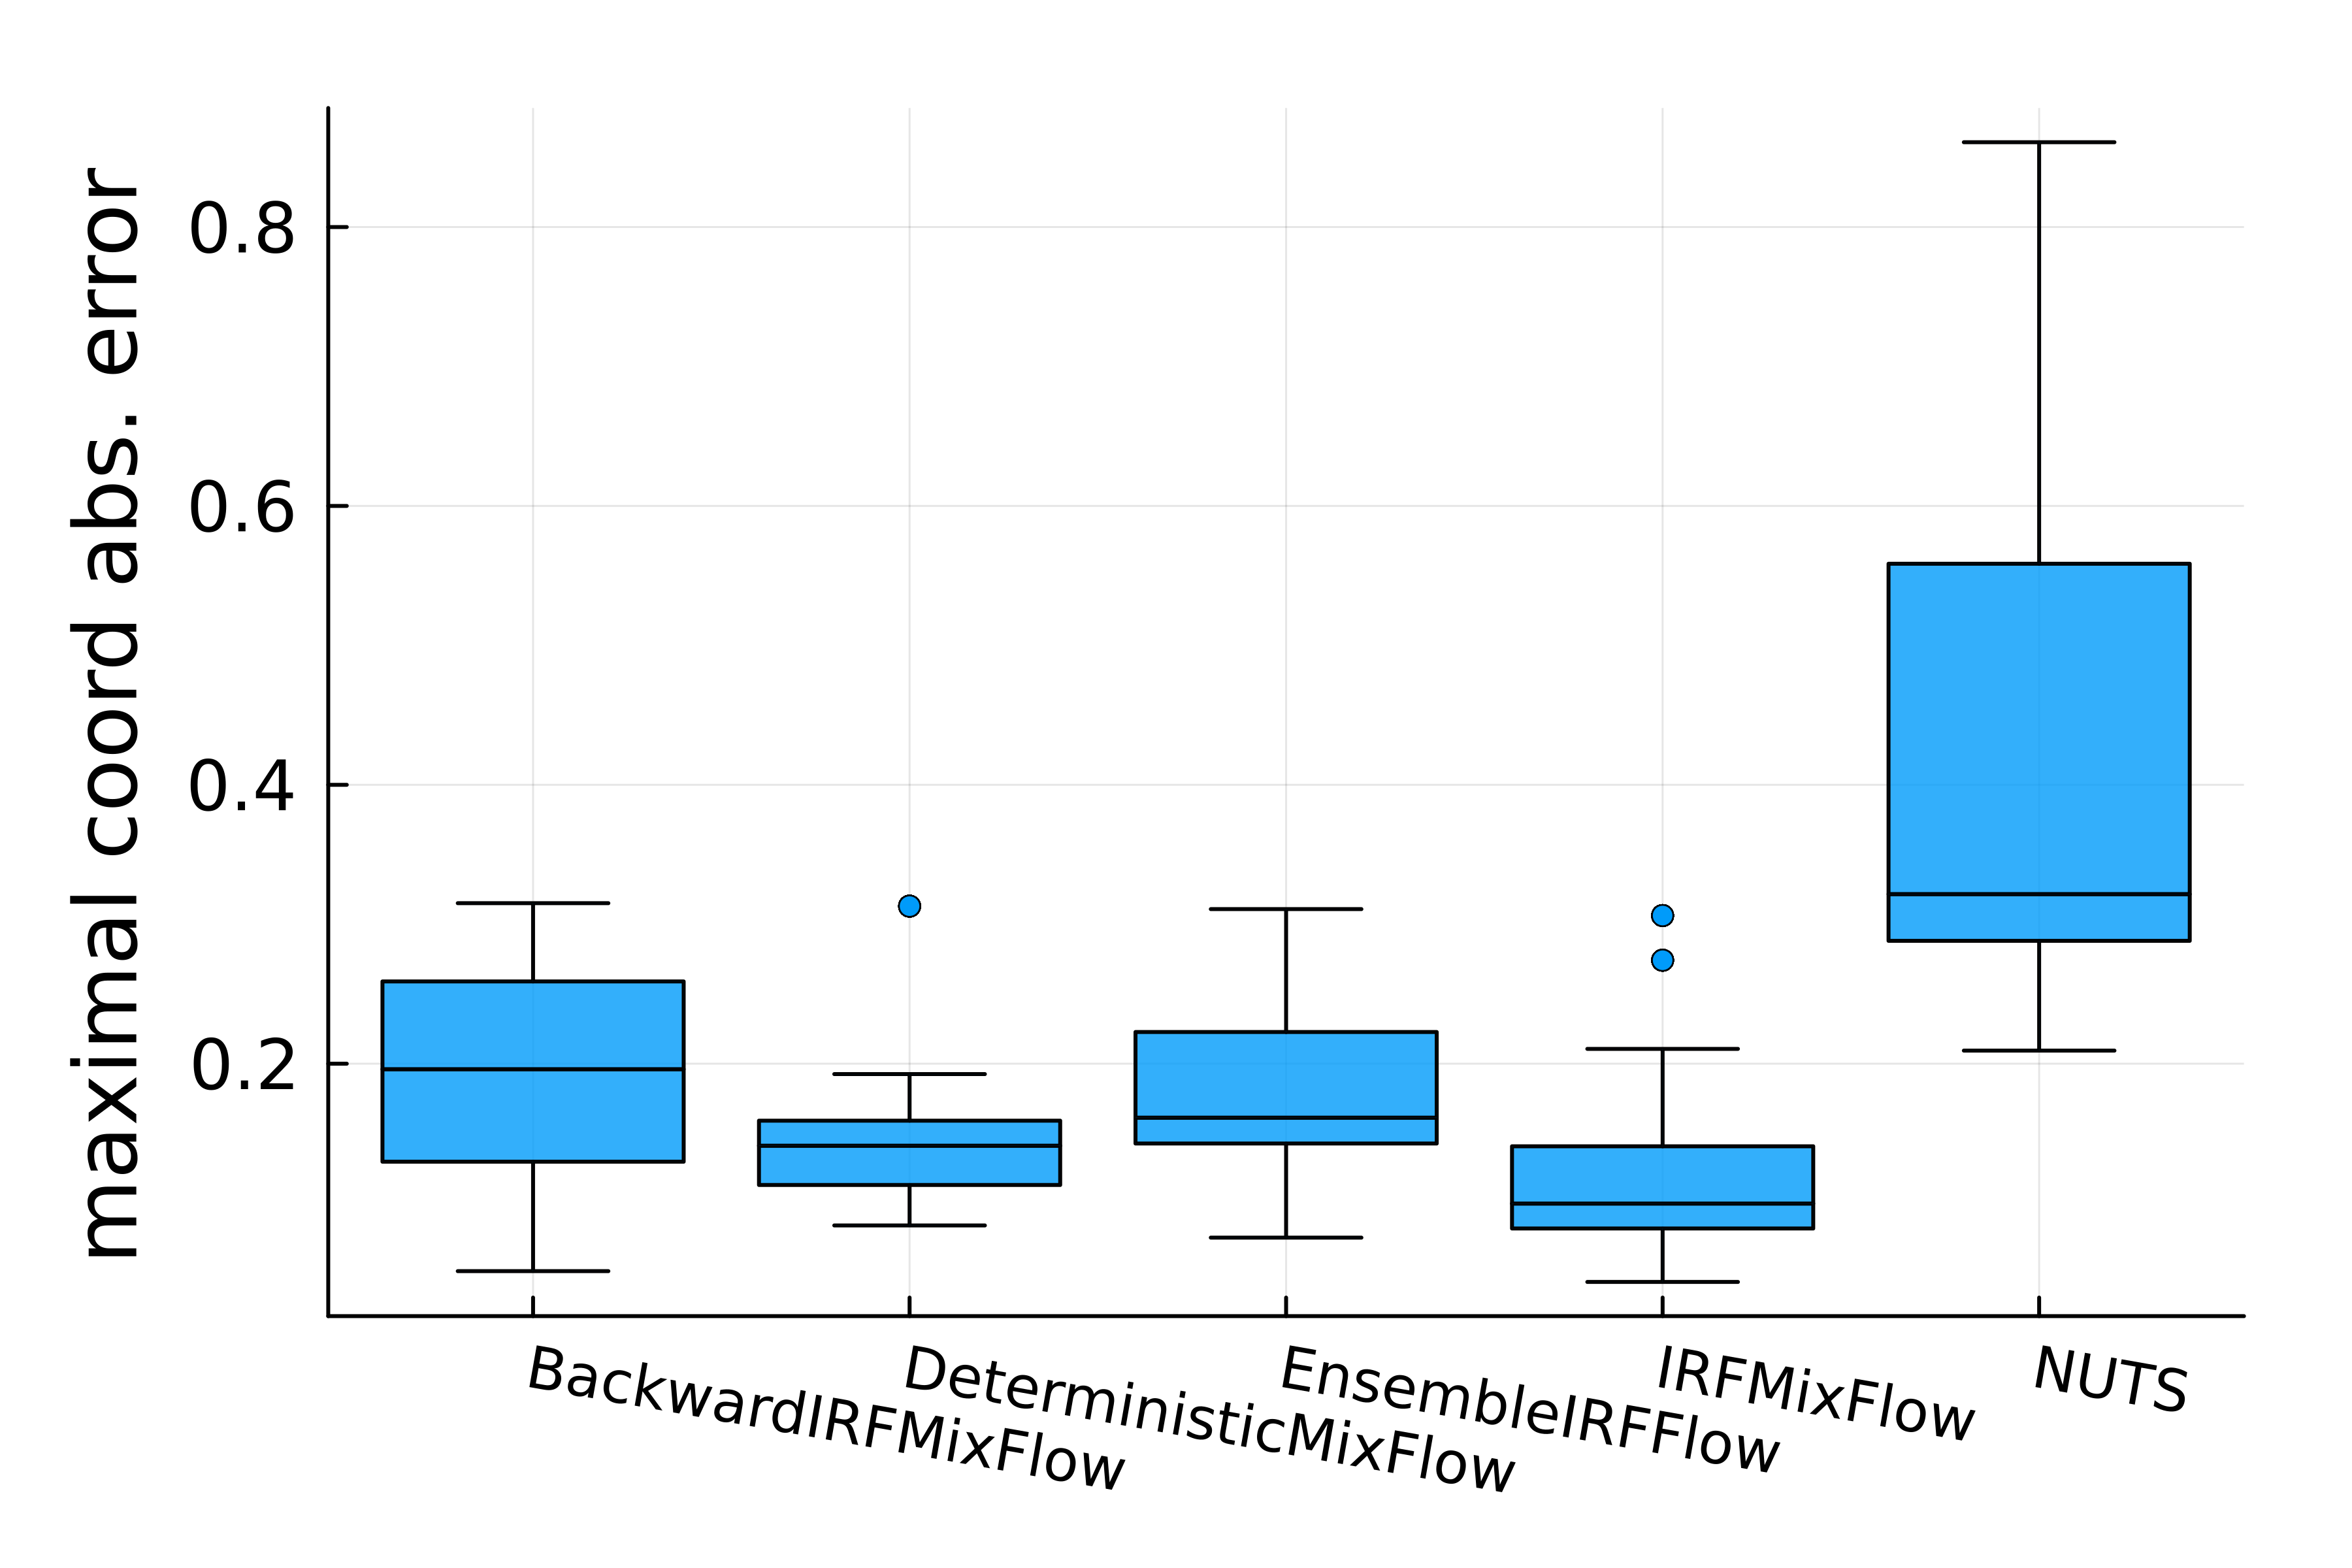 maximal coord abs. error
0.8
0.6
0.4
0.2
BackwardIRFMixFlow
DeterministicMixFlow
EnsembleIRFFlow
IRFMixFlow
NUTS